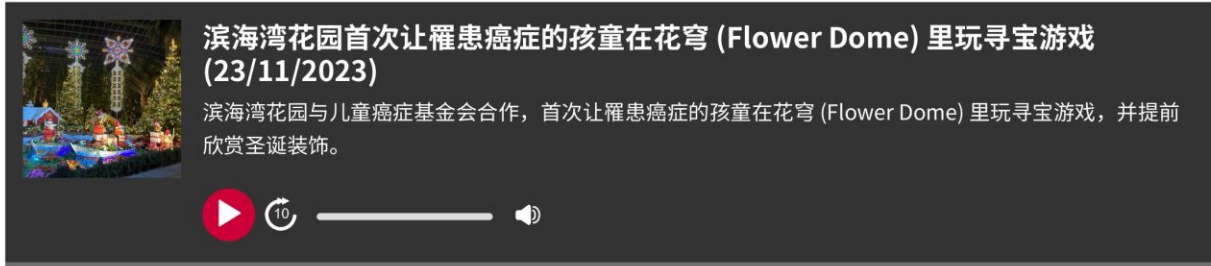 滨海湾花园首次让罹患癌症的孩童在花穹 (Flower Dome) 里玩寻宝游戏
(23/11/2023)
滨海湾花园与儿童癌症基金会合作，首次让罹患癌症的孩童在花穹 (Flower Dome) 里玩寻宝游戏，并提前
欣赏圣诞装饰。
10